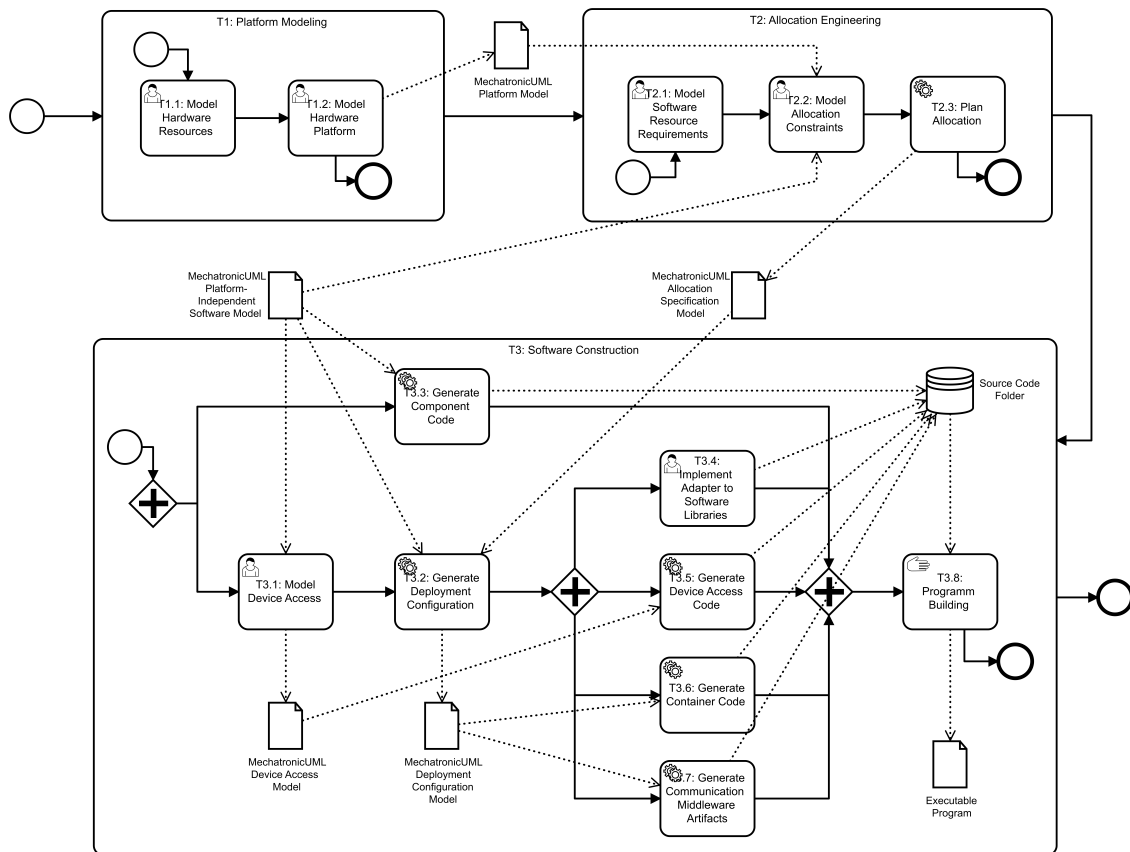 T1: Platform Modeling
T2: Allocation Engineering
T1.1: Model
Hardware
Resources
T1.2: Model
Hardware
Platform
MechatronicUML
Platform Model
T2.1: Model
Software
Resource
Requirements
T2.2: Model
Allocation
Constraints
T2.3: Plan
Allocation
MechatronicUML
Platform-
Independent
Software Model
MechatronicUML
Allocation
Specification
Model
T3: Software Construction
T3.3: Generate
Component
Code
Source Code
Folder
T3.4:
Implement
Adapter to
Software
Libraries
T3.1: Model
Device Access
T3.2: Generate
Deployment
Configuration
T3.5: Generate
Device Access
Code
T3.8:
Programm
Building
T3.6: Generate
Container Code
MechatronicUML
Device Access
Model
MechatronicUML
Deployment
Configuration
Model
T3.7: Generate
Communication
Middleware
Artifacts
Executable
Program